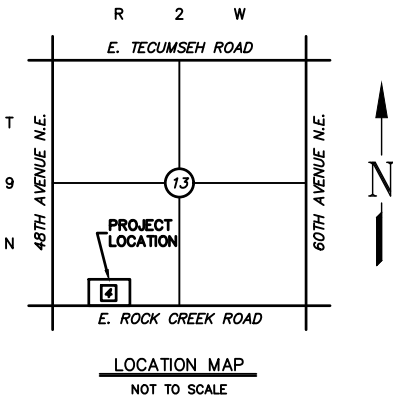 R 2 W
E. TECUMSEH ROAD
T
9
N
48TH AVENUE N.E.
13
60TH AVENUE N.E.
N
PROJECT
LOCATION
4
E. ROCK CREEK ROAD
LOCATION MAP
NOT TO SCALE